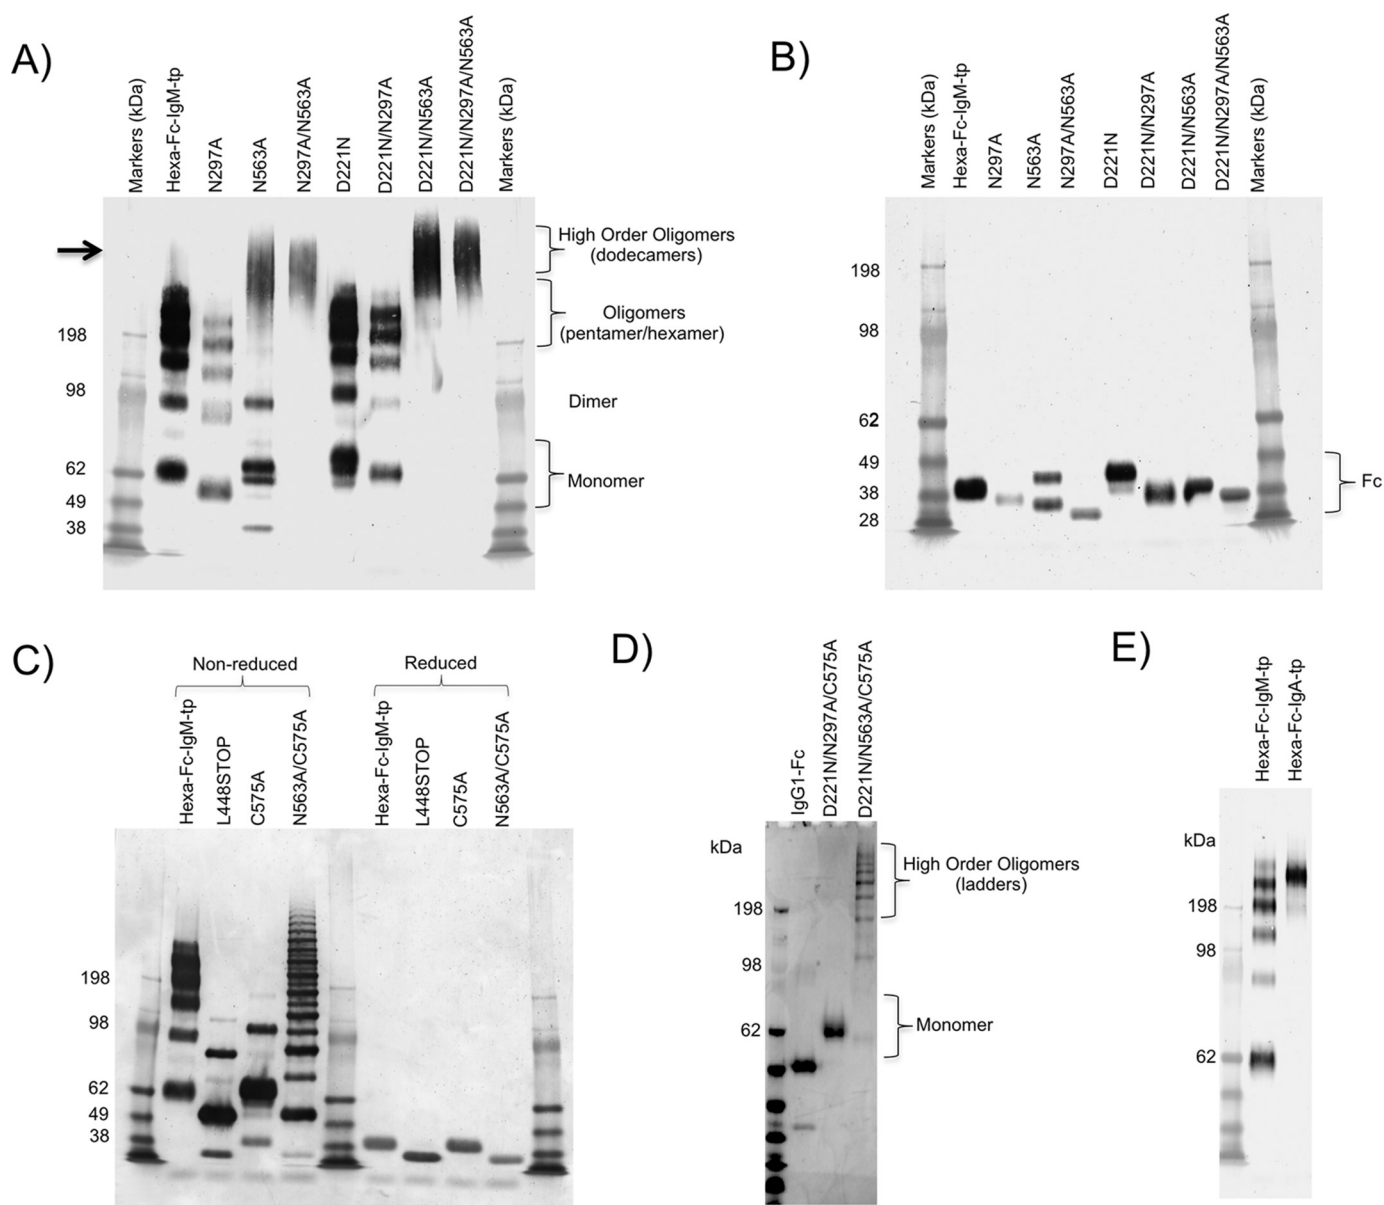 A)
Markers (kDa)
Hexa-Fc-IgM-tp
N297A
N563A
N297A/N563A
D221N
D221N/N297A
D221N/N563A
D221N/N297A/N563A
Markers (kDa)
198
98
62
49
38
High Order Oligomers
(dodecamers)
Oligomers
(pentamer/hexamer)
Dimer
Monomer
B)
Markers (kDa)
Hexa-Fc-IgM-tp
N297A
N563A
N297A/N563A
D221N
D221N/N297A
D221N/N563A
D221N/N297A/N563A
Markers (kDa)
198
98
62
49
38
28
Fc
C)
Non-reduced
Reduced
Hexa-Fc-IgM-tp
L448STOP
C575A
N563A/C575A
Hexa-Fc-IgM-tp
L448STOP
C575A
N563A/C575A
198
98
62
49
38
D)
IgG1-Fc
D221N/N297A/C575A
D221N/N563A/C575A
kDa
198
98
62
High Order Oligomers
(ladders)
Monomer
E)
Hexa-Fc-IgM-tp
Hexa-Fc-IgA-tp
kDa
198
98
62